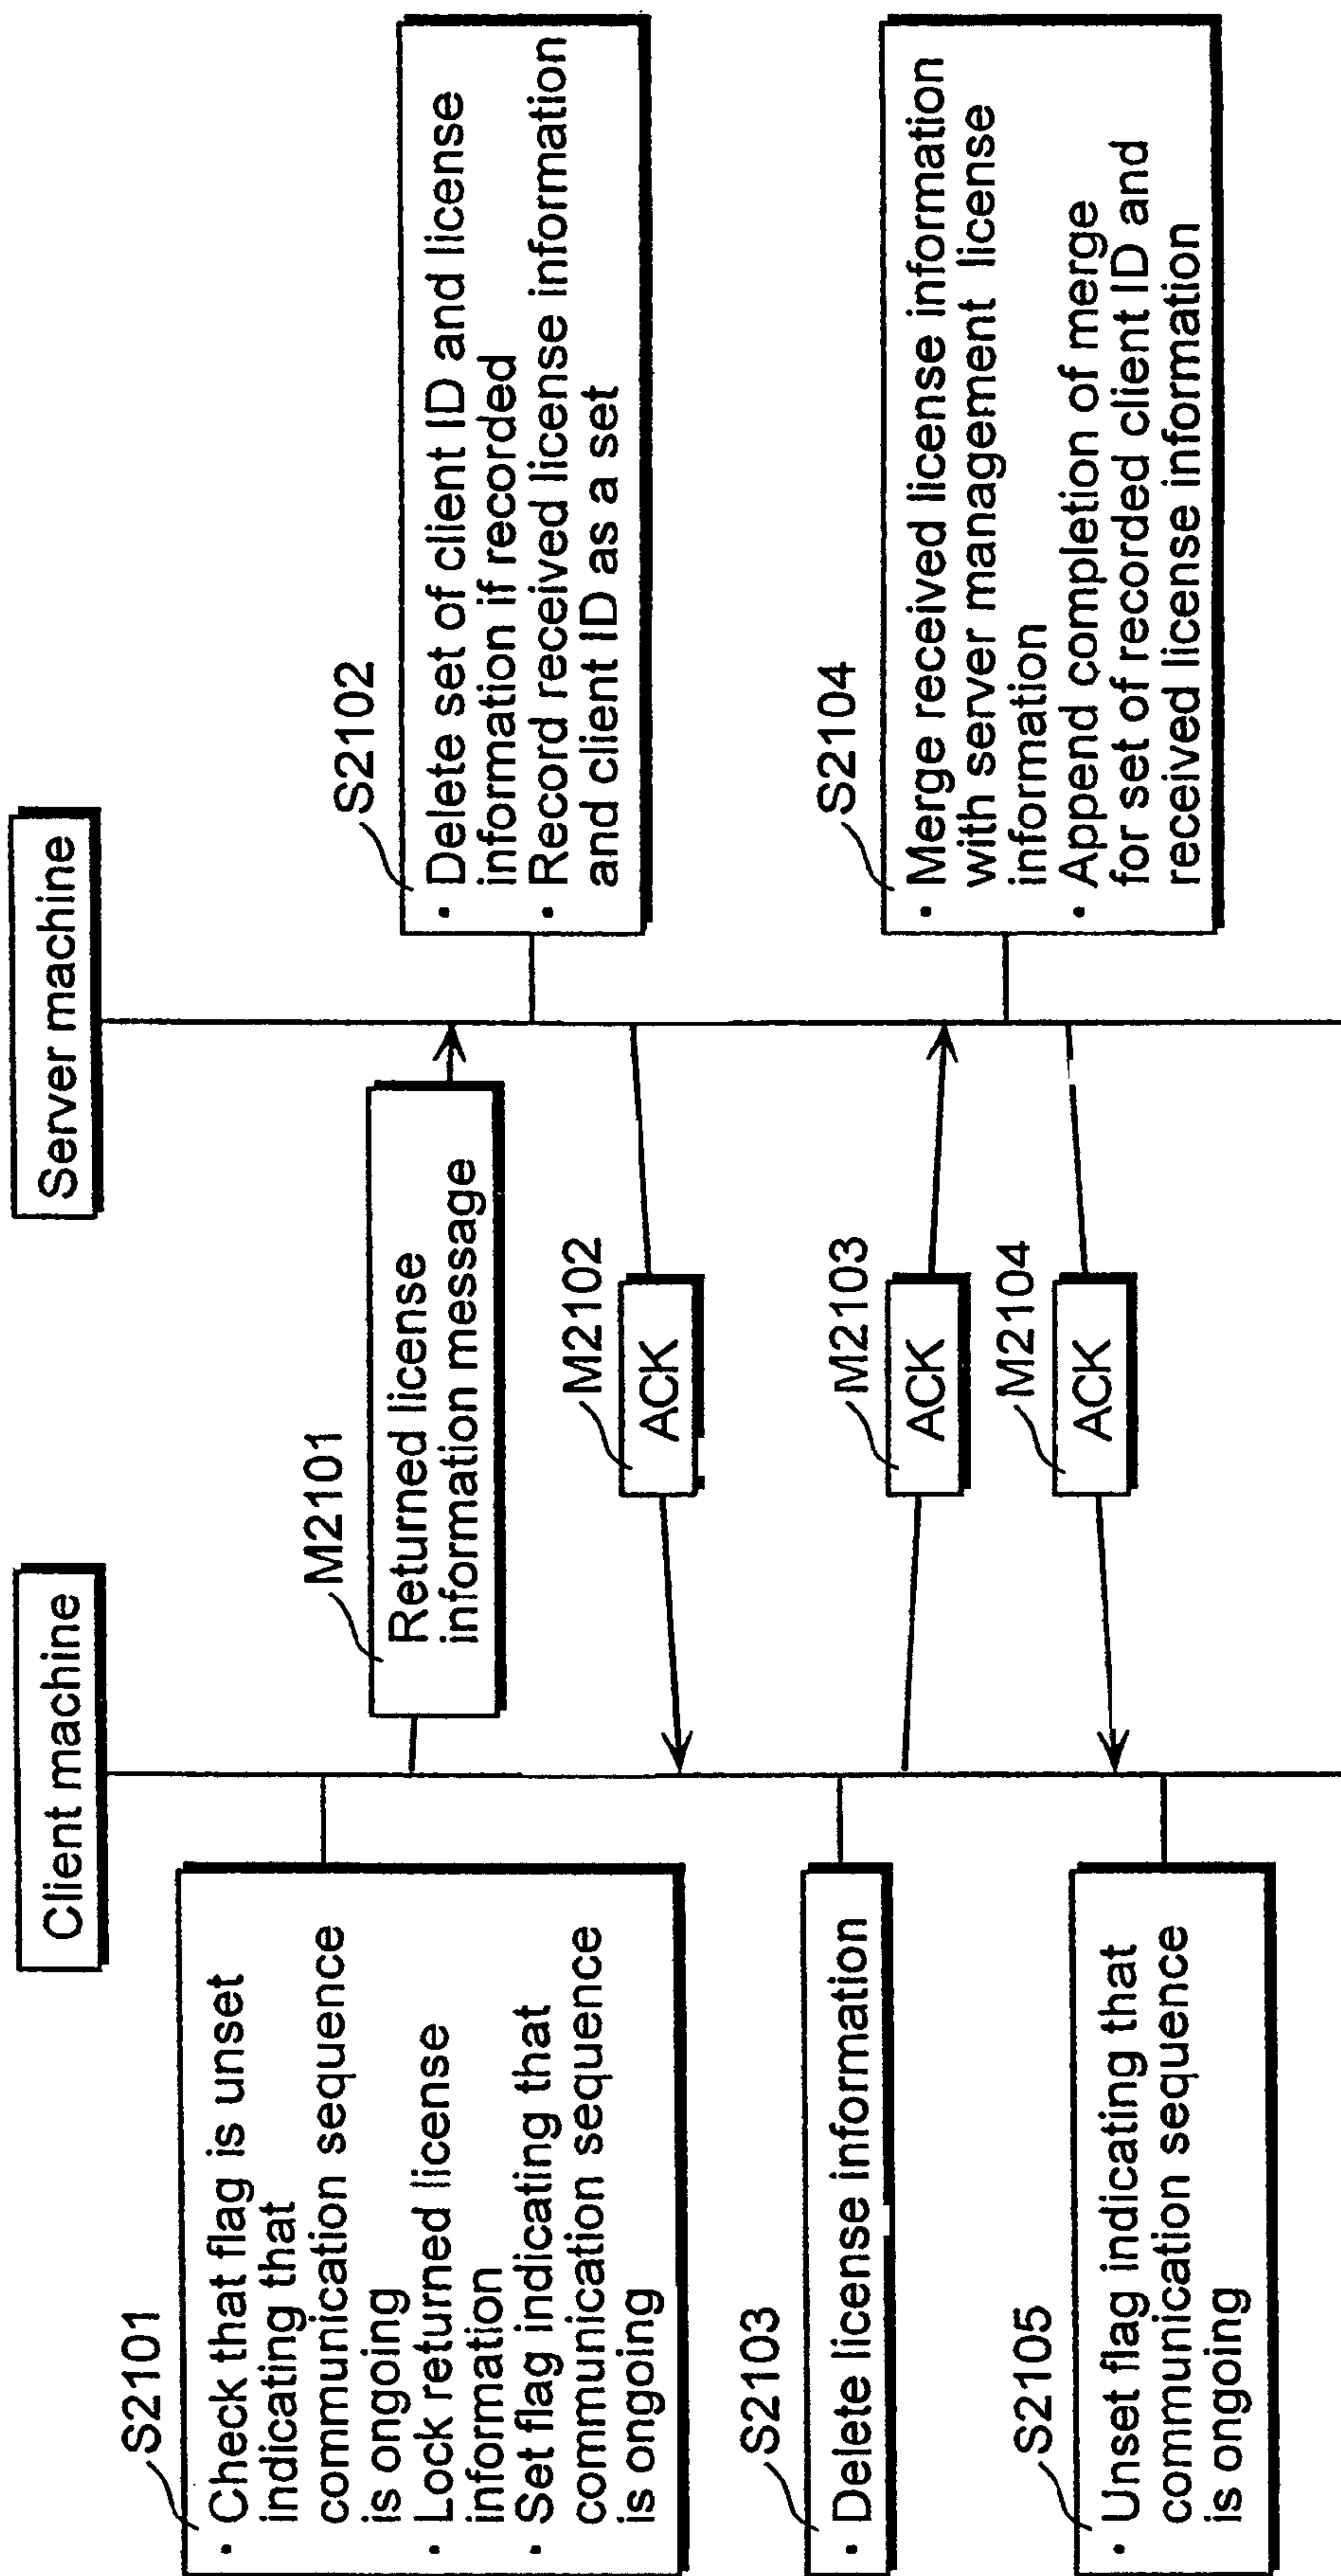 Client machine
Server machine
S2101
• Check that flag is unset
indicating that
communication sequence
is ongoing
• Lock returned license
information
• Set flag indicating that
communication sequence
is ongoing
M2101
Returned license
information message
S2102
• Delete set of client ID and license
information if recorded
• Record received license information
and client ID as a set
M2102
ACK
S2103
• Delete license information
M2103
ACK
S2104
• Merge received license information
with server management license
information
• Append completion of merge
for set of recorded client ID and
received license information
M2104
ACK
S2105
• Unset flag indicating that
communication sequence
is ongoing